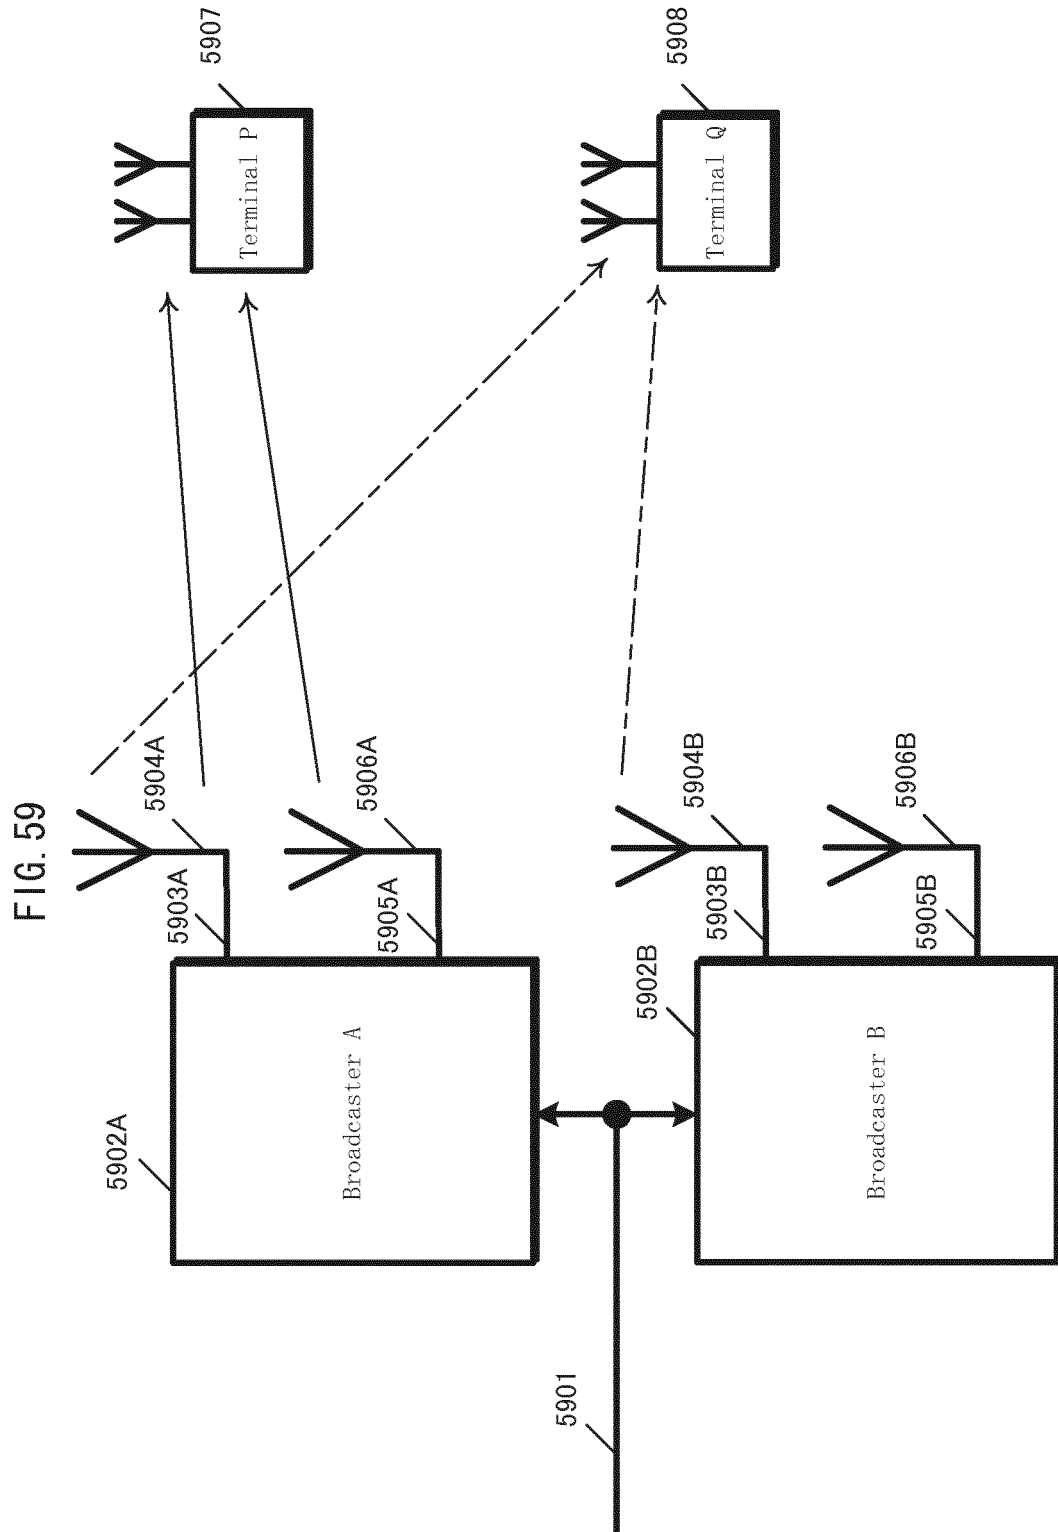 FIG. 59
5901
5902A
Broadcaster A
5903A
5904A
5905A
5906A
5902B
Broadcaster B
5903B
5904B
5905B
5906B
5907
Terminal P
5908
Terminal Q